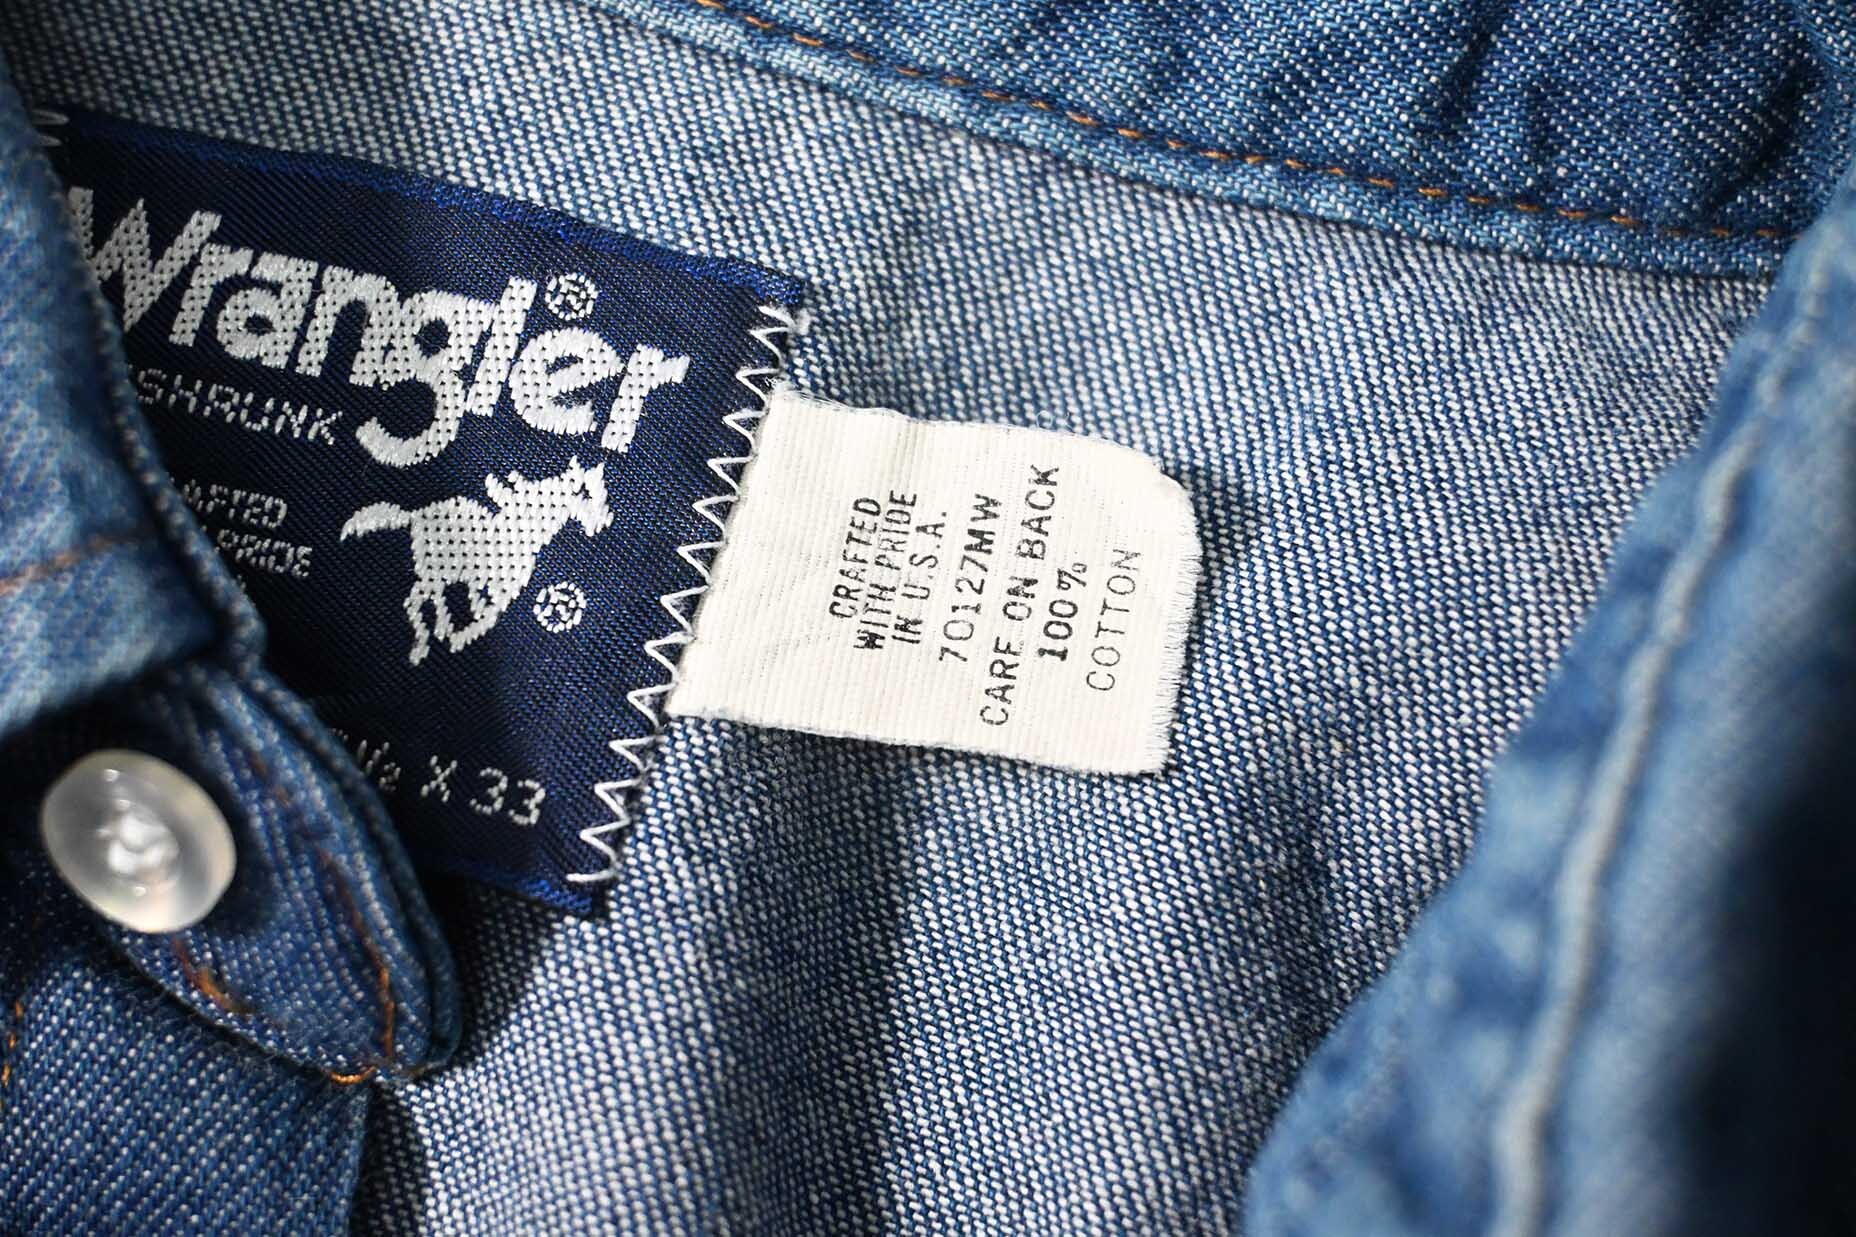 Wrangler®
SHRUNK
®
X 33
CRAFTED
WITH PRIDE
IN U.S.A.
70127MW
CARE ON BACK
100%
COTTON